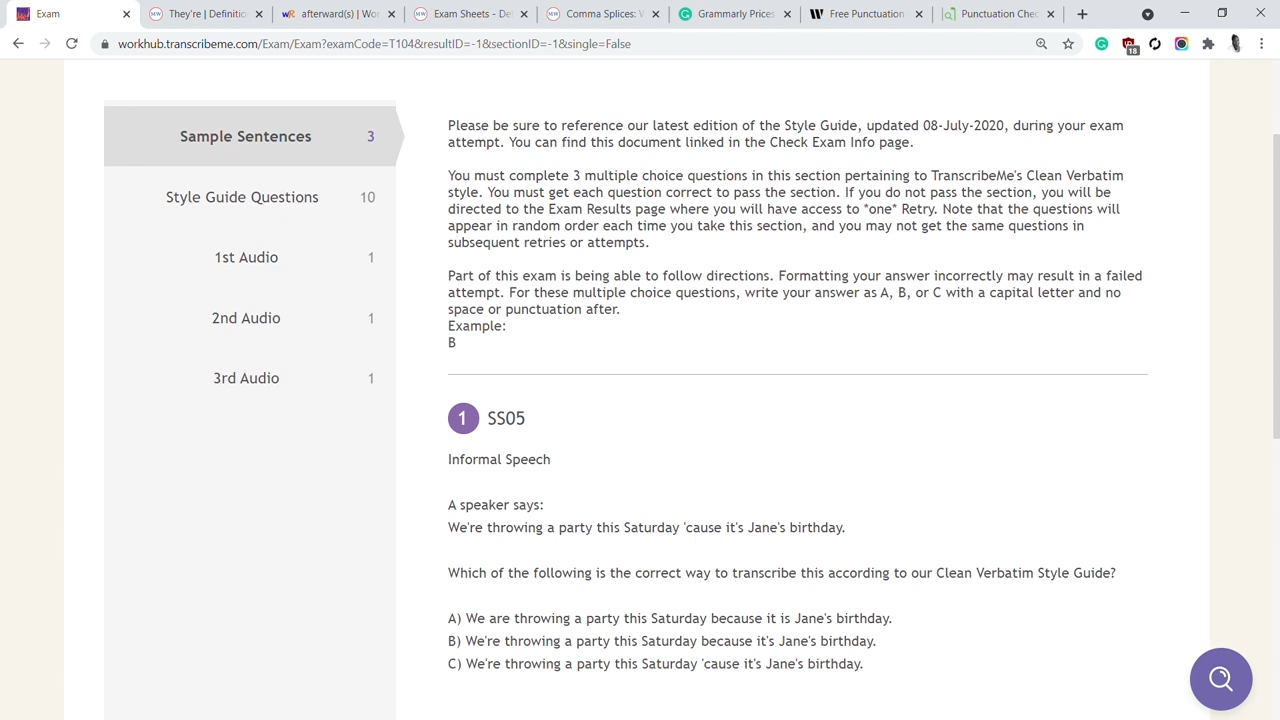 Exam
They're | Definitio
afterward(s) | Wor
Exam Sheets - De
Comma Splices: V
Grammarly Prices
Free Punctuation
Punctuation Chec
workhub.transcribeme.com/Exam/Exam?examCode=T104&resultID=-1&sectionID=-1&single=False
18
Sample Sentences 3
Style Guide Questions 10
1st Audio 1
2nd Audio 1
3rd Audio 1
Please be sure to reference our latest edition of the Style Guide, updated 08-July-2020, during your exam
attempt. You can find this document linked in the Check Exam Info page.
You must complete 3 multiple choice questions in this section pertaining to TranscribeMe's Clean Verbatim
style. You must get each question correct to pass the section. If you do not pass the section, you will be
directed to the Exam Results page where you will have access to *one* Retry. Note that the questions will
appear in random order each time you take this section, and you may not get the same questions in
subsequent retries or attempts.
Part of this exam is being able to follow directions. Formatting your answer incorrectly may result in a failed
attempt. For these multiple choice questions, write your answer as A, B, or C with a capital letter and no
space or punctuation after.
Example:
B
1 SS05
Informal Speech
A speaker says:
We're throwing a party this Saturday 'cause it's Jane's birthday.
Which of the following is the correct way to transcribe this according to our Clean Verbatim Style Guide?
A) We are throwing a party this Saturday because it is Jane's birthday.
B) We're throwing a party this Saturday because it's Jane's birthday.
C) We're throwing a party this Saturday 'cause it's Jane's birthday.